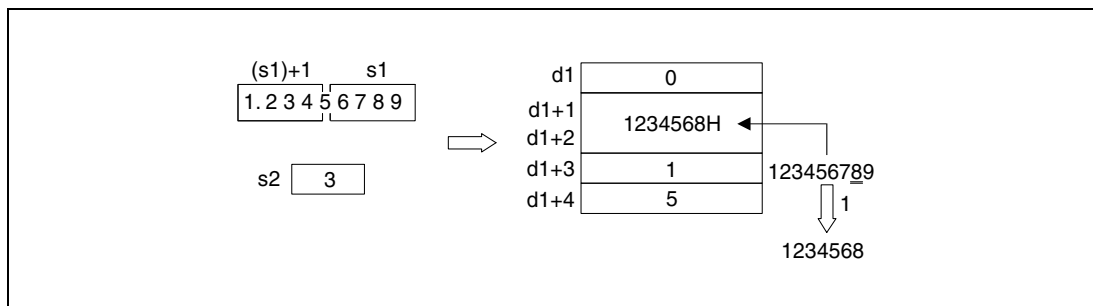 (s1)+1 s1
1. 2 3 4 5 6 7 8 9
s2 3
d1 0
d1+1
1234568H
d1+2
d1+3 1
123456789
d1+4 5
1
1234568